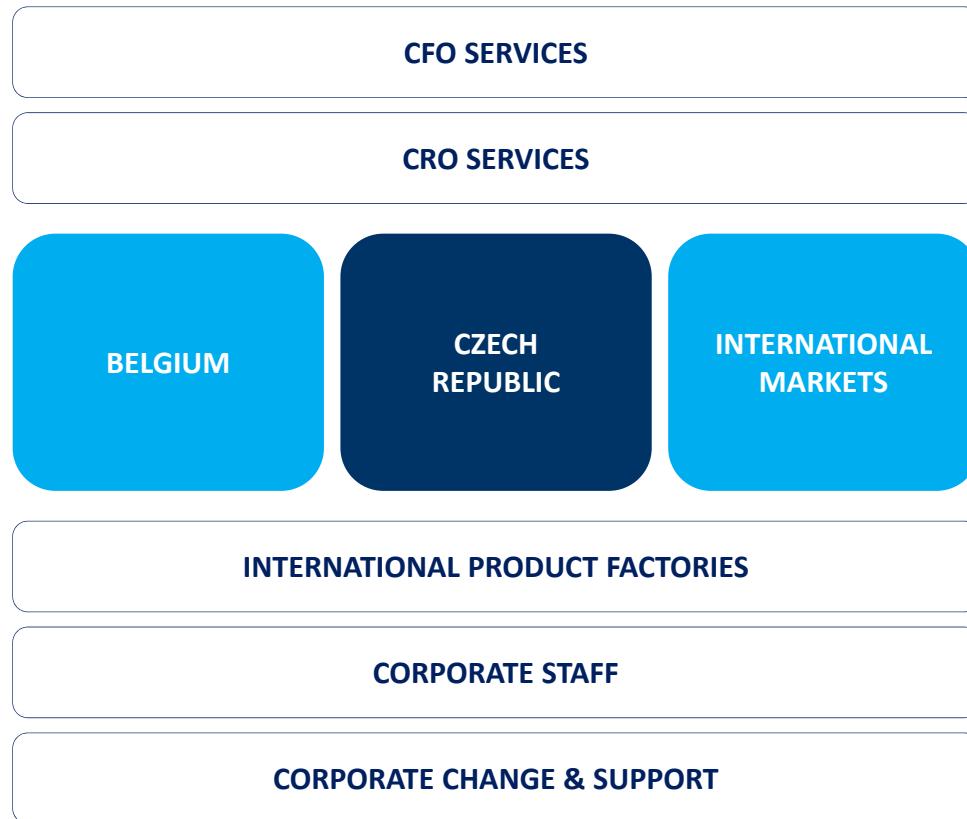 CFO SERVICES
CRO SERVICES
BELGIUM
CZECH
REPUBLIC
INTERNATIONAL
MARKETS
INTERNATIONAL PRODUCT FACTORIES
CORPORATE STAFF
CORPORATE CHANGE & SUPPORT